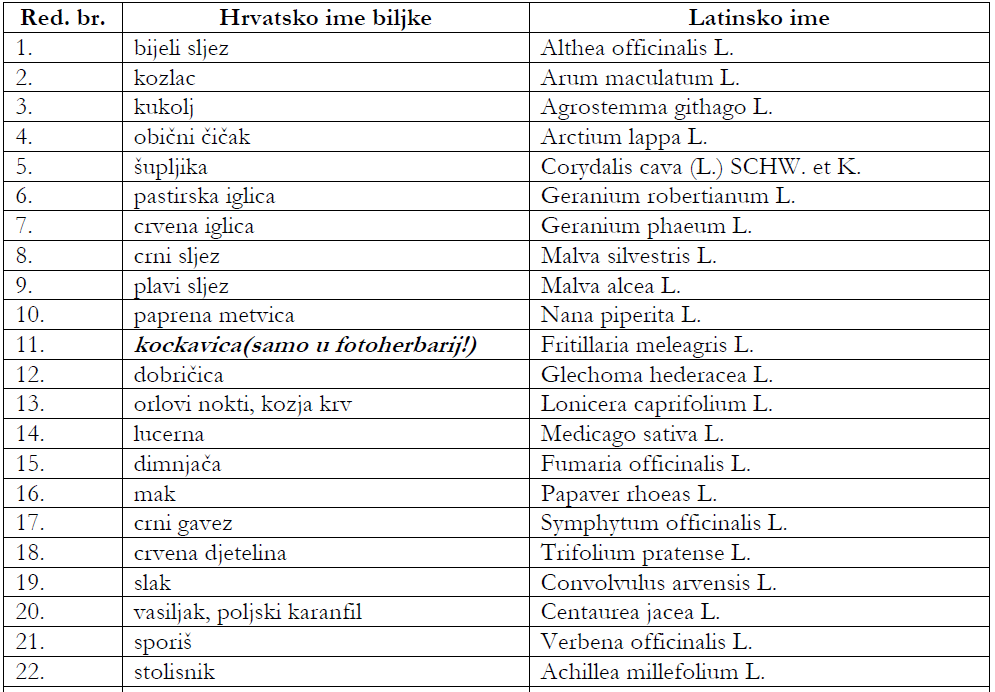 Red. br. Hrvatsko ime biljke Latinsko ime
1. bijeli sljez Althea officinalis L.
2. kozlac Arum maculatum L.
3. kukolj Agrostemma githago L.
4. obični čičak Arctium lappa L.
5. šupljika Corydalis cava (L.) SCHW. et K.
6. pastirska iglica Geranium robertianum L.
7. crvena iglica Geranium phaeum L.
8. crni sljez Malva silvestris L.
9. plavi sljez Malva alcea L.
10. paprena metvica Nana piperita L.
11. kockavica(samo u fotoherbarij!) Fritillaria meleagris L.
12. dobričica Glechoma hederacea L.
13. orlovi nokti, kozja krv Lonicera caprifolium L.
14. lucerna Medicago sativa L.
15. dimnjača Fumaria officinalis L.
16. mak Papaver rhoeas L.
17. crni gavez Symphytum officinalis L.
18. crvena djetelina Trifolium pratense L.
19. slak Convolvulus arvensis L.
20. vasiljak, poljski karanfil Centaurea jacea L.
21. sporiš Verbena officinalis L.
22. stolisnik Achillea millefolium L.